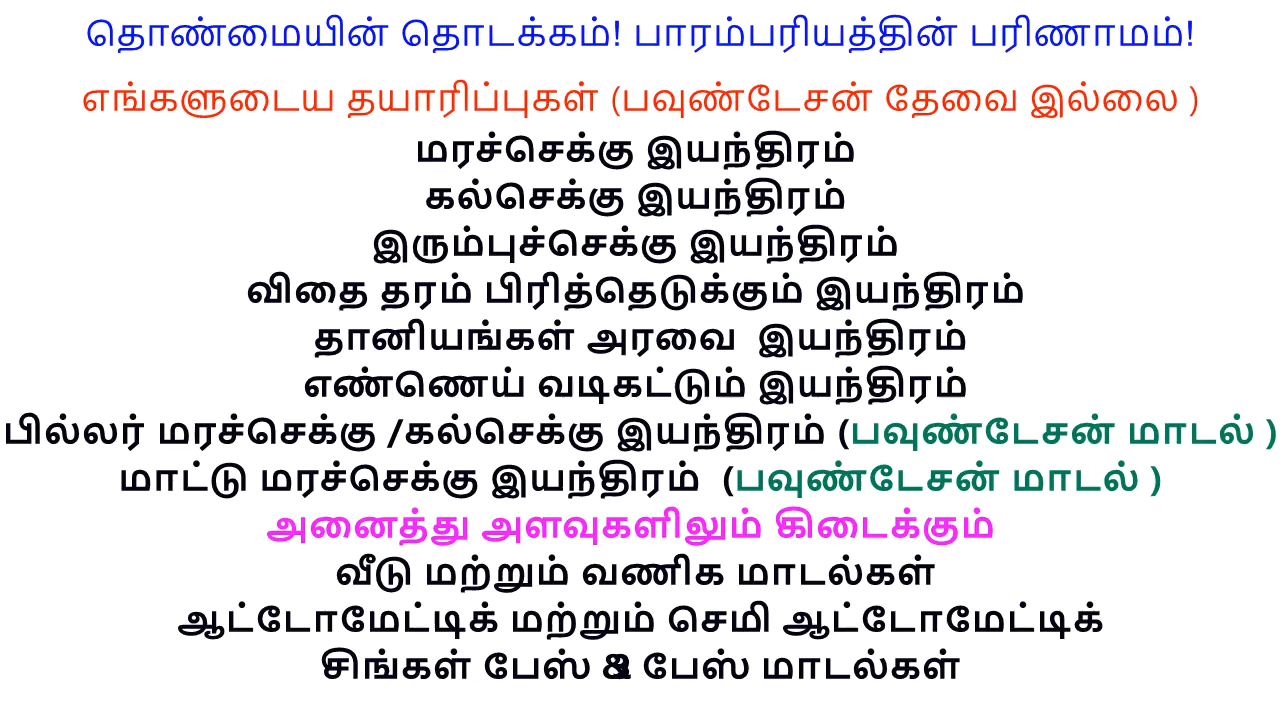 தொண்மையின் தொடக்கம்! பாரம்பரியத்தின் பரிணாமம்!
எங்களுடைய தயாரிப்புகள் (பவுண்டேசன் தேவை இல்லை )
மரச்செக்கு இயந்திரம்
கல்செக்கு இயந்திரம்
இரும்புச்செக்கு இயந்திரம்
விதை தரம் பிரித்தெடுக்கும் இயந்திரம்
தானியங்கள் அரவை இயந்திரம்
எண்ணெய் வடிகட்டும் இயந்திரம்
பில்லர் மரச்செக்கு /கல்செக்கு இயந்திரம் (பவுண்டேசன் மாடல் )
மாட்டு மரச்செக்கு இயந்திரம் (பவுண்டேசன் மாடல் )
அனைத்து அளவுகளிலும் கிடைக்கும்
வீடு மற்றும் வணிக மாடல்கள்
ஆட்டோமேட்டிக் மற்றும் செமி ஆட்டோமேட்டிக்
சிங்கள் பேஸ் & பேஸ் மாடல்கள்